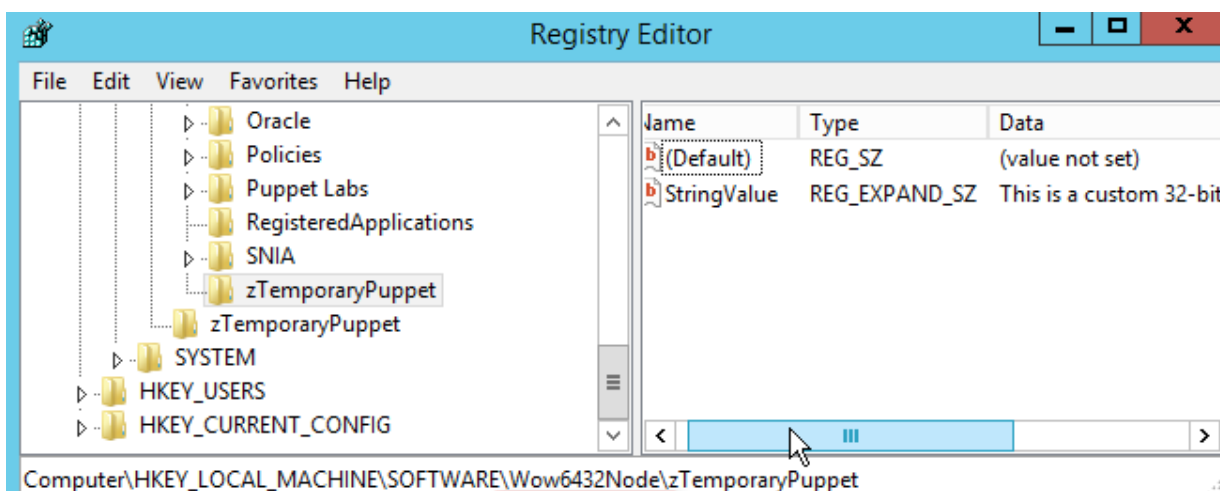 Registry Editor
File Edit View Favorites Help
Oracle
Policies
Puppet Labs
RegisteredApplications
SNIA
zTemporaryPuppet
zTemporaryPuppet
SYSTEM
HKEY_USERS
HKEY_CURRENT_CONFIG
Name Type Data
(Default) REG_SZ (value not set)
StringValue REG_EXPAND_SZ This is a custom 32-bit
Computer\HKEY_LOCAL_MACHINE\SOFTWARE\Wow6432Node\zTemporaryPuppet